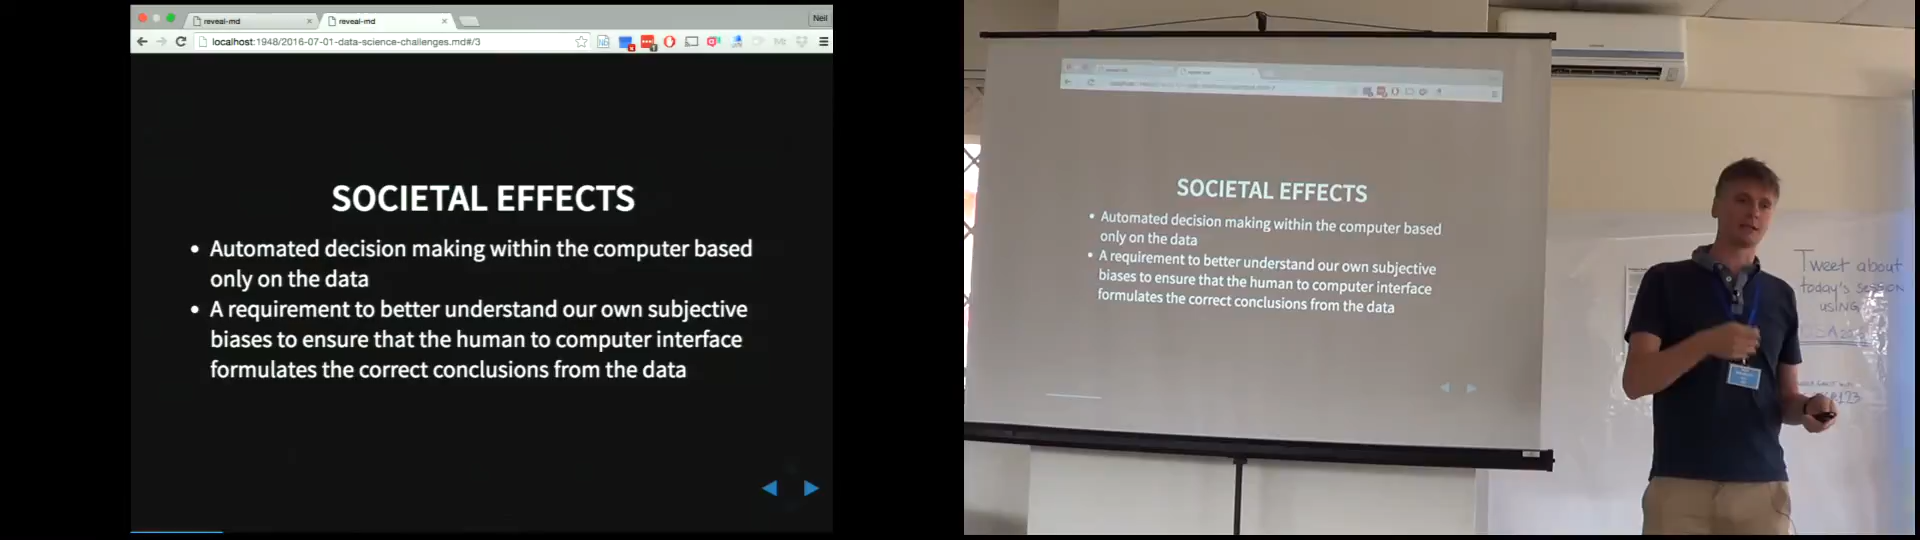 reveal-md
reveal-md
Neil
localhost:1948/2016-07-01-data-science-challenges.md#/3
SOCIETAL EFFECTS
• Automated decision making within the computer based
only on the data
• A requirement to better understand our own subjective
biases to ensure that the human to computer interface
formulates the correct conclusions from the data
SOCIETAL EFFECTS
• Automated decision making within the computer based
only on the data
• A requirement to better understand our own subjective
biases to ensure that the human to computer interface
formulates the correct conclusions from the data
Tweet about
today's session
using